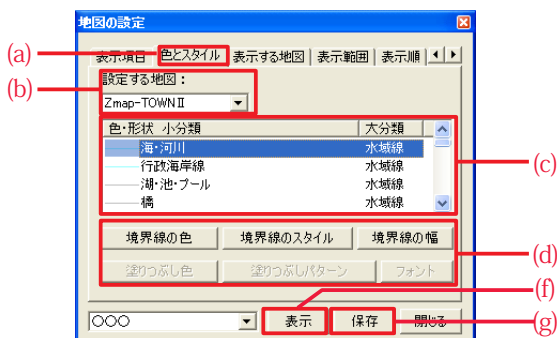 地図の設定
(a)
表示項目 色とスタイル 表示する地図 表示範囲 表示順
(b)
設定する地図：
Zmap-TOWNⅡ
色・形状 小分類 大分類
海・河川 水域線
行政海岸線 水域線
湖・池・プール 水域線
橋 水域線
(c)
境界線の色 境界線のスタイル 境界線の幅
塗りつぶし色 塗りつぶしパターン フォント
(d)
(f)
○○○ 表示 保存 閉じる
(g)